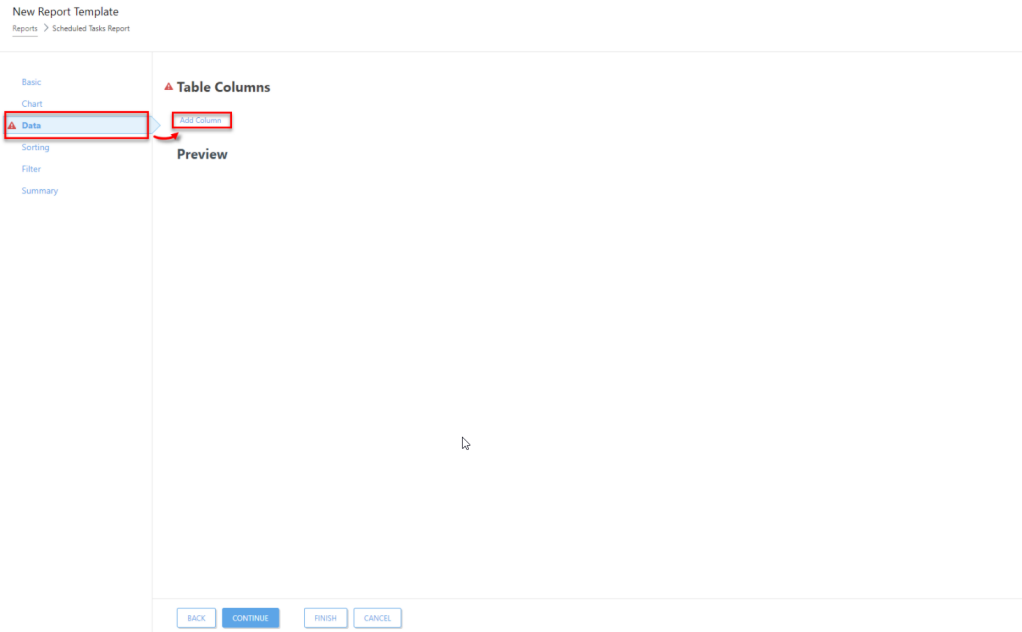 New Report Template
Reports > Scheduled Tasks Report
Basic
Chart
Data
Sorting
Filter
Summary
Table Columns
Add Column
Preview
BACK
CONTINUE
FINISH
CANCEL